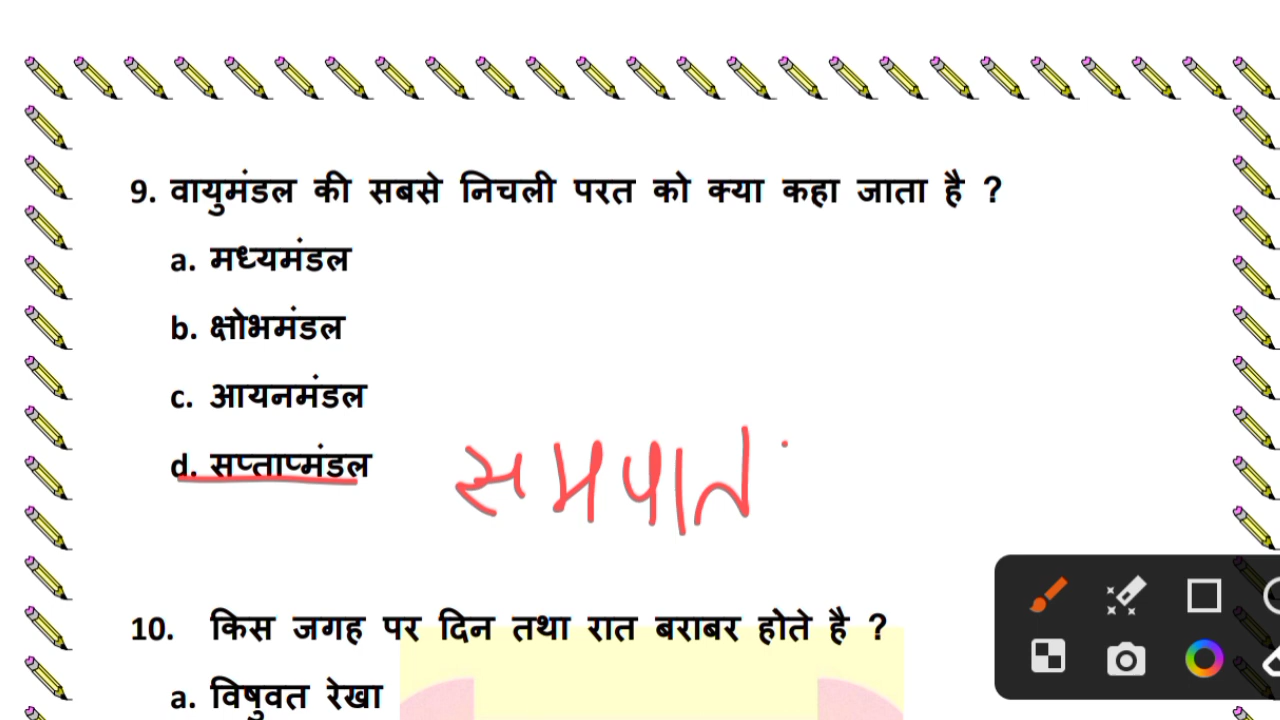 9. वायुमंडल की सबसे निचली परत को क्या कहा जाता है ?
a. मध्यमंडल
b. क्षोभमंडल
c. आयनमंडल
d. सप्ताप्मंडल
समपात
10. किस जगह पर दिन तथा रात बराबर होते है ?
a. विषुवत रेखा